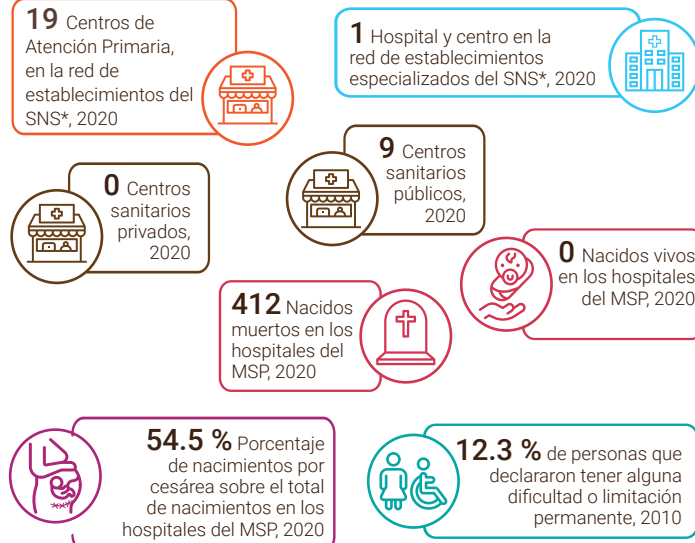 19 Centros de
Atención Primaria,
en la red de
establecimientos del
SNS*, 2020
1 Hospital y centro en la
red de establecimientos
especializados del SNS*, 2020
0 Centros
sanitarios
privados,
2020
9 Centros
sanitarios
públicos,
2020
0 Nacidos vivos
en los hospitales
del MSP, 2020
412 Nacidos
muertos en los
hospitales del
MSP, 2020
54.5 % Porcentaje
de nacimientos por
cesárea sobre el total
de nacimientos en los
hospitales del MSP, 2020
12.3 % de personas que
declararon tener alguna
dificultad o limitación
permanente, 2010